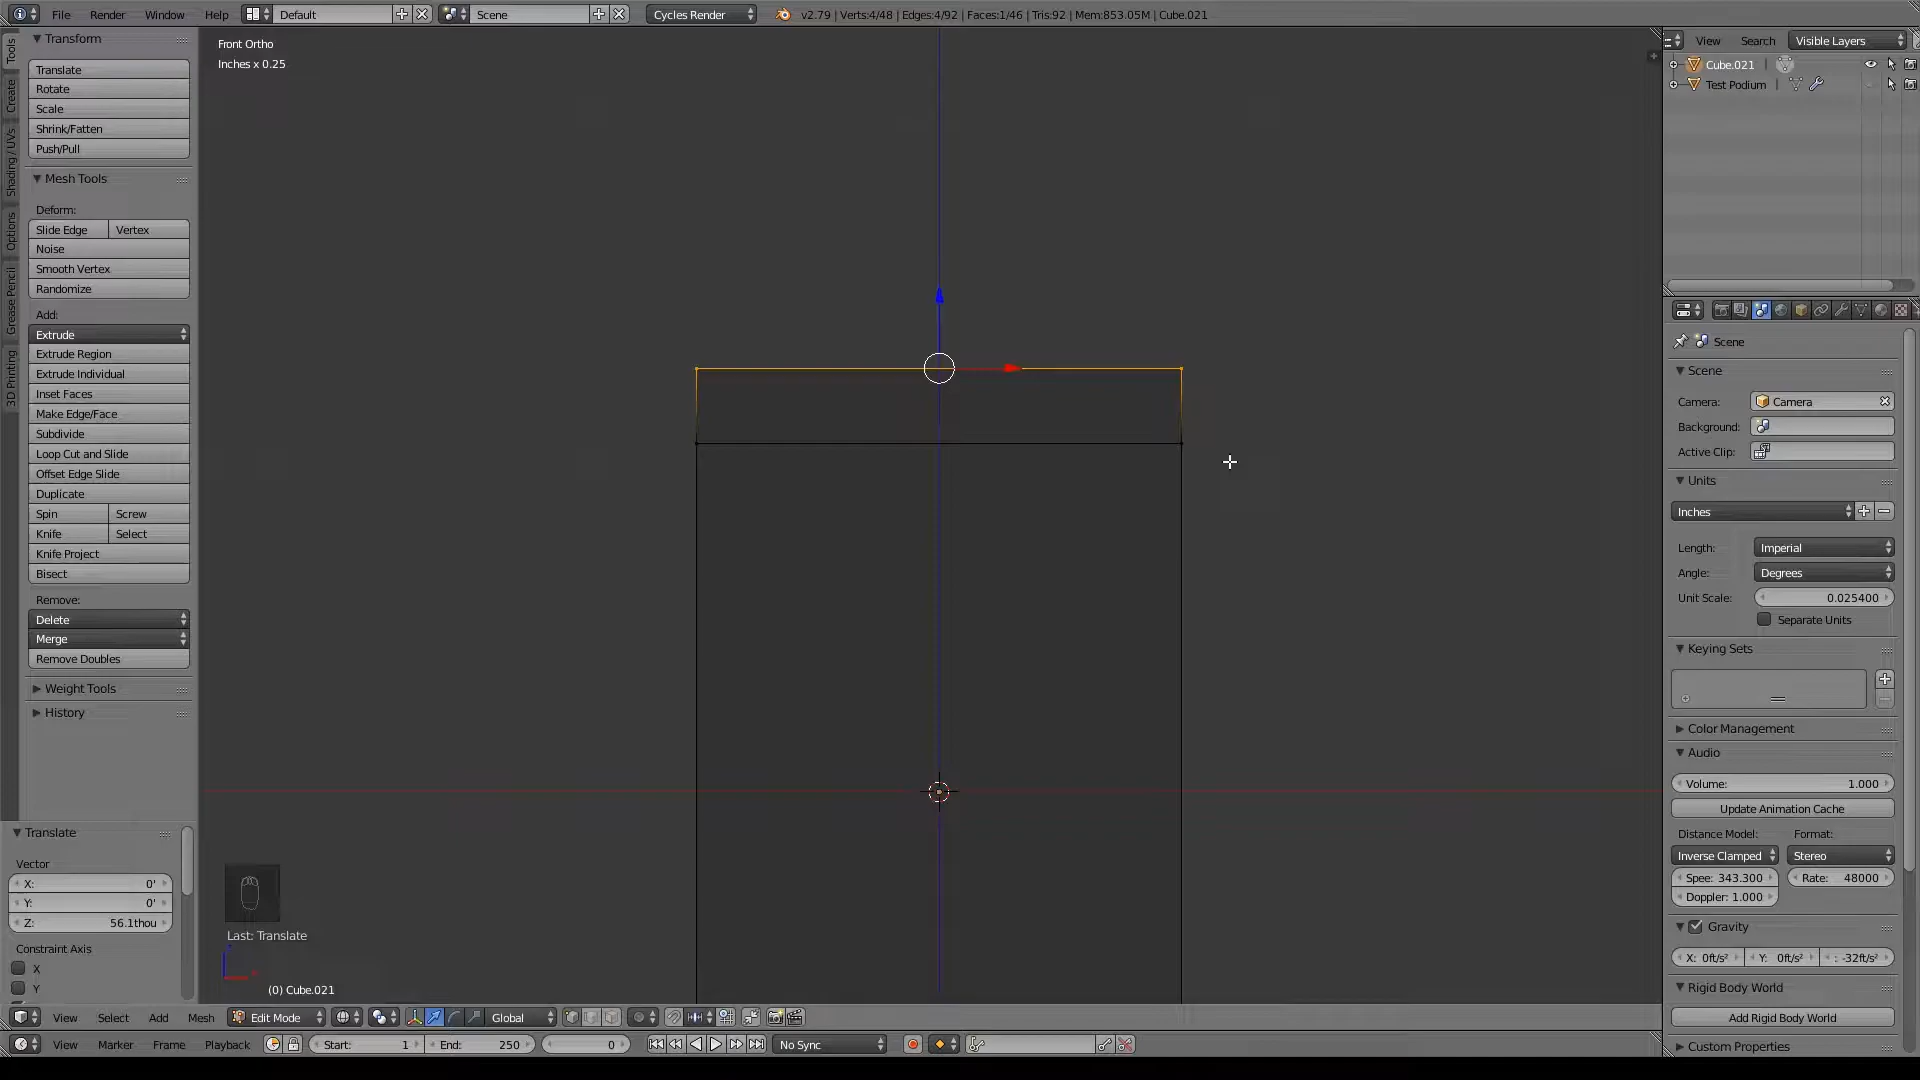 File Render Window Help Default Scene Cycles Render v2.79 | Verts:4/48 | Edges:4/92 | Faces:1/46 | Tris:92 | Mem:853.05M | Cube.021
Tools
Create
Shading / UVs
Options
Grease Pencil
3D Printing
Transform
Translate
Rotate
Scale
Shrink/Fatten
Push/Pull
Mesh Tools
Deform:
Slide Edge Vertex
Noise
Smooth Vertex
Randomize
Add:
Extrude
Extrude Region
Extrude Individual
Inset Faces
Make Edge/Face
Subdivide
Loop Cut and Slide
Offset Edge Slide
Duplicate
Spin Screw
Knife Select
Knife Project
Bisect
Remove:
Delete
Merge
Remove Doubles
Weight Tools
History
Translate
Vector
X: 0'
Y: 0'
Z: 56.1thou
Constraint Axis
X
Y
Front Ortho
Inches x 0.25
Last: Translate
(0) Cube.021
View Select Add Mesh Edit Mode Global
View Marker Frame Playback Start: 1 End: 250 0 No Sync
View Search Visible Layers
Cube.021 |
Test Podium |
Scene
Scene
Camera: Camera
Background:
Active Clip:
Units
Inches
Length: Imperial
Angle: Degrees
Unit Scale: 0.025400
Separate Units
Keying Sets
Color Management
Audio
Volume: 1.000
Update Animation Cache
Distance Model: Format:
Inverse Clamped Stereo
Spee: 343.300 Rate: 48000
Doppler: 1.000
Gravity
X: 0ft/s² Y: 0ft/s² : -32ft/s²
Rigid Body World
Add Rigid Body World
Custom Properties